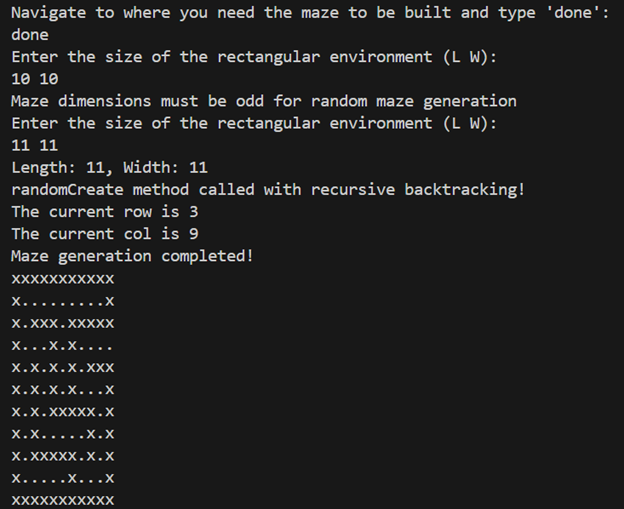 Navigate to where you need the maze to be built and type 'done':
done
Enter the size of the rectangular environment (L W):
10 10
Maze dimensions must be odd for random maze generation
Enter the size of the rectangular environment (L W):
11 11
Length: 11, Width: 11
randomCreate method called with recursive backtracking!
The current row is 3
The current col is 9
Maze generation completed!
xxxxxxxxxxx
x.........x
x.xxx.xxxxx
x...x.x....
x.x.x.x.xxx
x.x.x.x...x
x.x.xxxxx.x
x.x.....x.x
x.xxxxx.x.x
x.....x...x
xxxxxxxxxxx